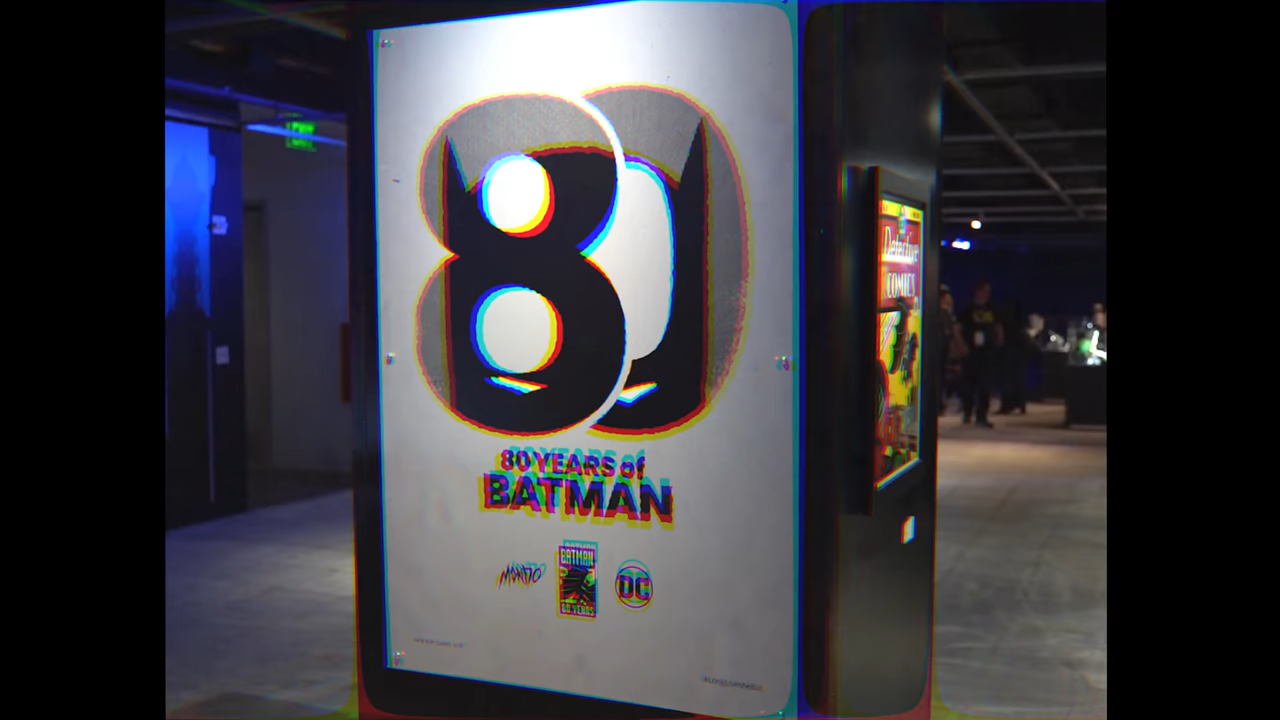 80
80 YEARS of
BATMAN
MONDO
BATMAN
80 YEARS
DC
Detective
COMICS